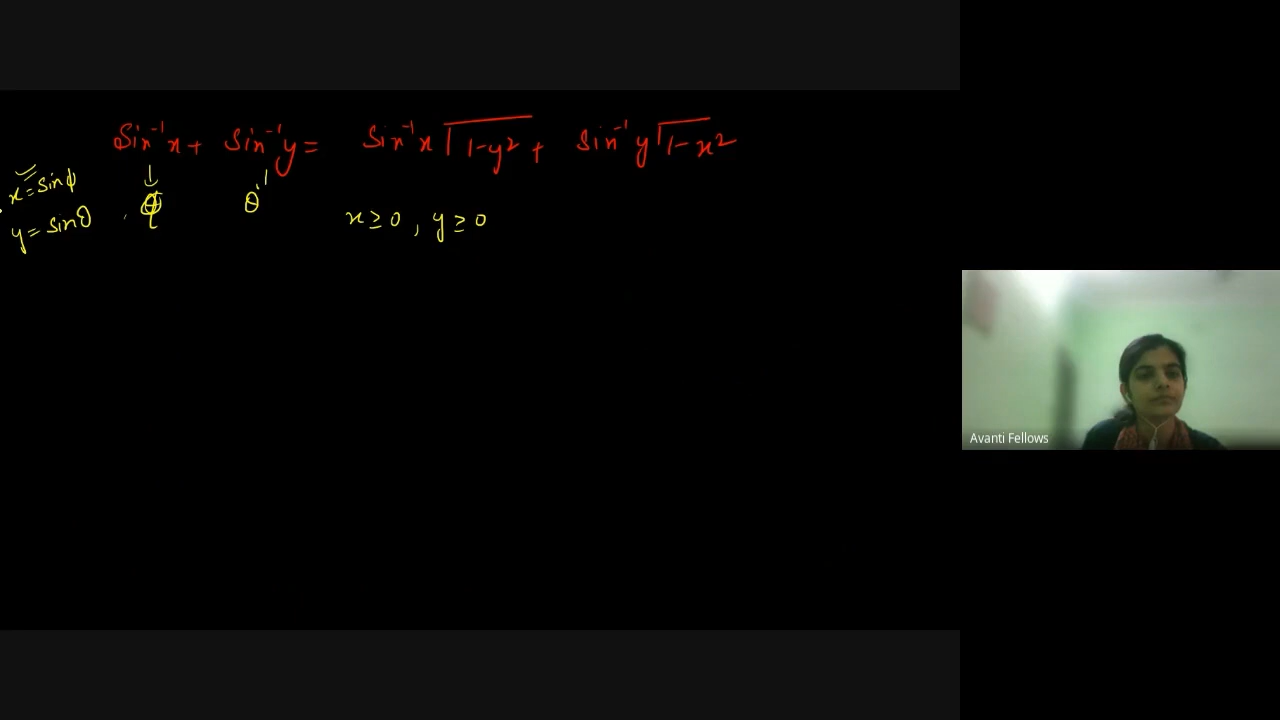 Sin⁻¹x + Sin⁻¹y = Sin⁻¹x√1-y² + Sin⁻¹y√1-x²
x = sinφ
y = sinθ
φ θ
x ≥ 0 , y ≥ 0
Avanti Fellows